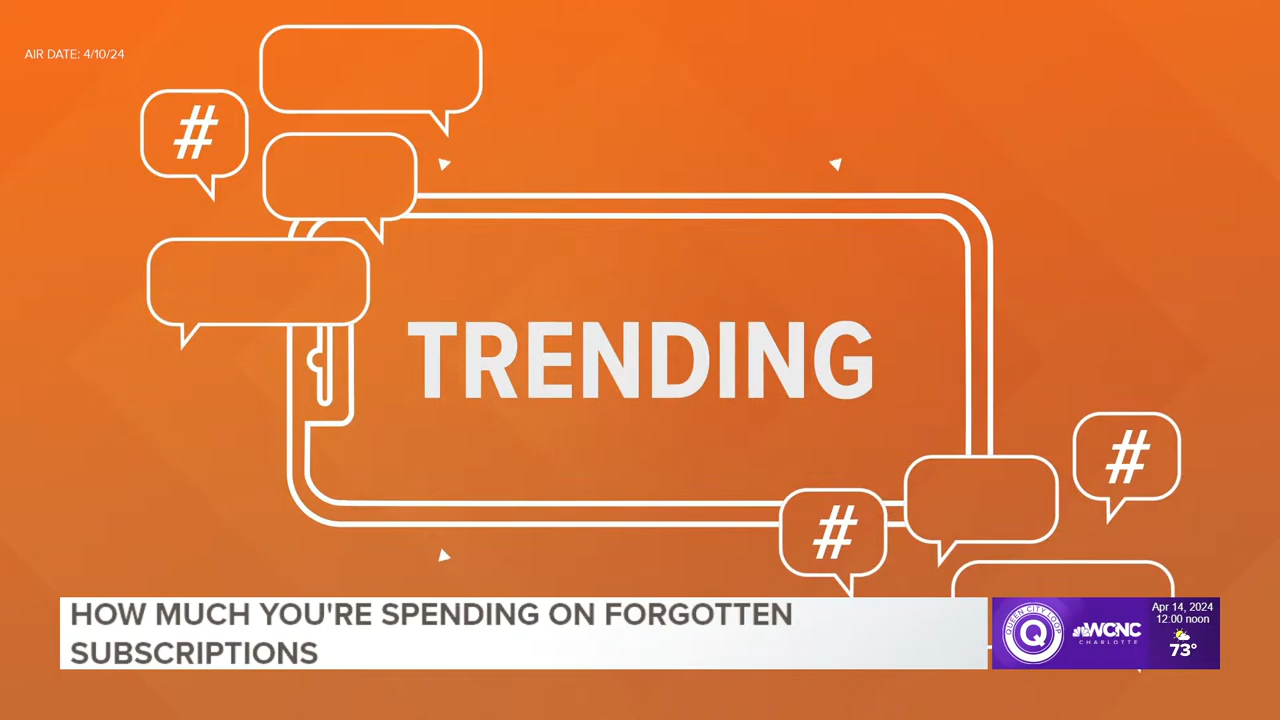 AIR DATE: 4/10/24
#
TRENDING
#
#
HOW MUCH YOU'RE SPENDING ON FORGOTTEN
SUBSCRIPTIONS
QUEEN CITY LOOP
Q
WCNC
CHARLOTTE
Apr 14, 2024
12:00 noon
73°